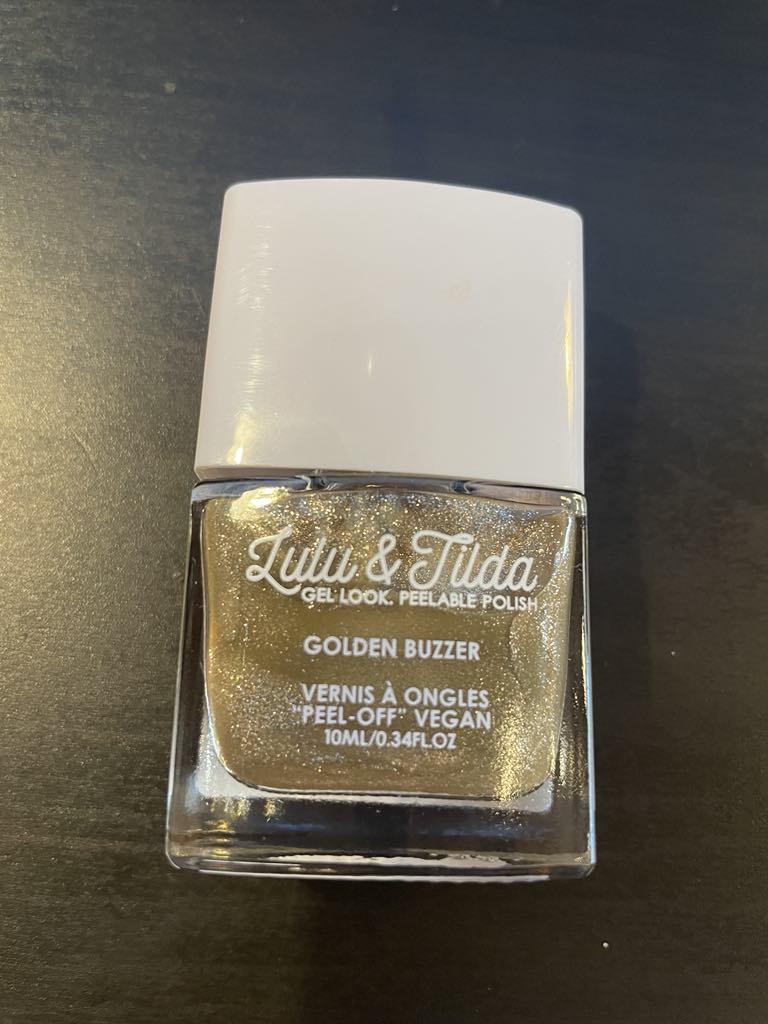 Lulu & Tilda
GEL LOOK. PEELABLE POLISH
GOLDEN BUZZER
VERNIS À ONGLES
"PEEL-OFF" VEGAN
10ML/0.34FL.OZ